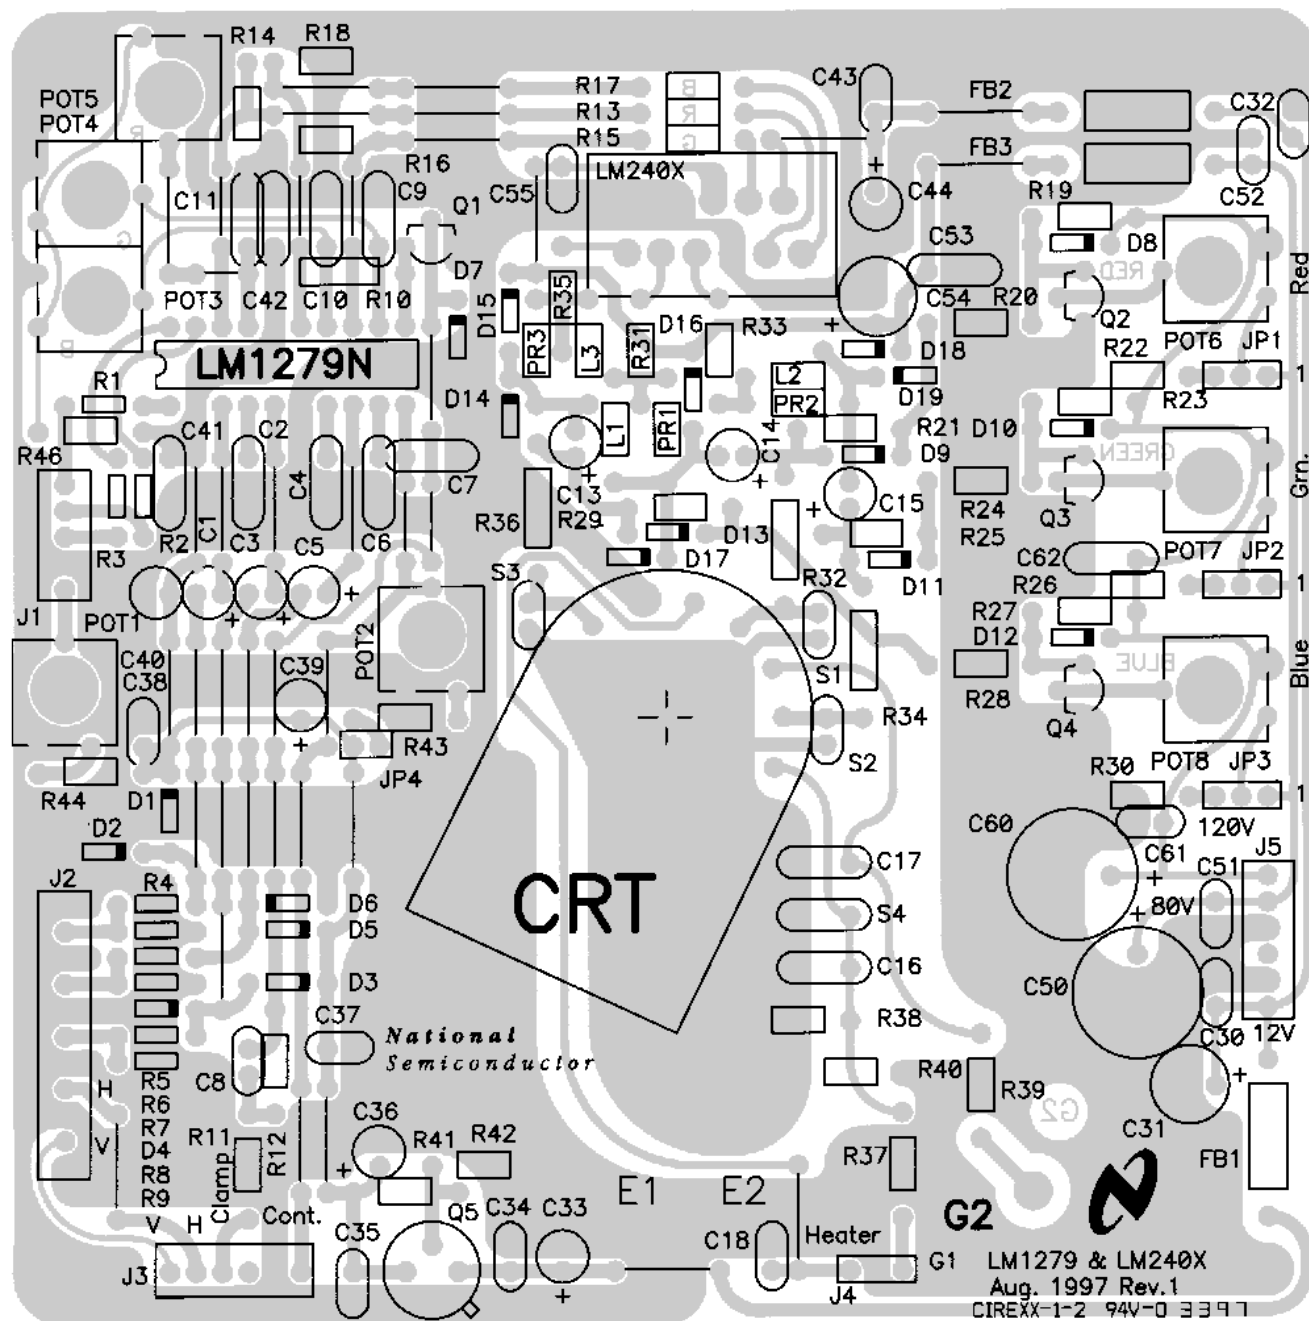 R14 R18
POT5
POT4
R17 B
R13 R
R15 G
C43
FB2
FB3
C32
C52
LM240X
C44
C11
R16
C9
Q1
C55
R19
D8
C53
C54
RED
Red
POT3
C42
C10
R10
D7
D15
R35
D16
R33
R20
Q2
POT6
JP1
R
G
B
LM1279N
PR3
L3
R31
D18
D19
L2
PR2
R22
R23
1
R1
D14
L1
PR1
C14
R21
D9
D10
GREEN
Grn.
R46
C41
C2
C4
C7
C13
R29
R36
C15
R24
R25
Q3
POT7
JP2
1
R3
R2
C1
C3
C5
C6
D13
D17
D11
C62
R26
R27
D12
J1
POT1
S3
R32
POT2
S1
R28
BLUE
Blue
C40
C38
C39
R34
Q4
R43
JP4
S2
R44
D1
R30
POT8
JP3
1
D2
C60
120V
C61
J5
J2
R4
C17
C51
D6
D5
CRT
S4
80V
D3
C16
C50
C37
National
Semiconductor
R38
C30
12V
H
V
R5
R6
R7
D4
R8
R9
C8
R11
R12
R40
R39
G2
C36
R41
R42
R37
C31
FB1
E1 E2
Clamp
V H
Cont.
Q5
C34
C33
C35
C18
Heater
G2
J3
J4
G1
LM1279 & LM240X
Aug. 1997 Rev.1
CIREXX-1-2 94V-0 3397